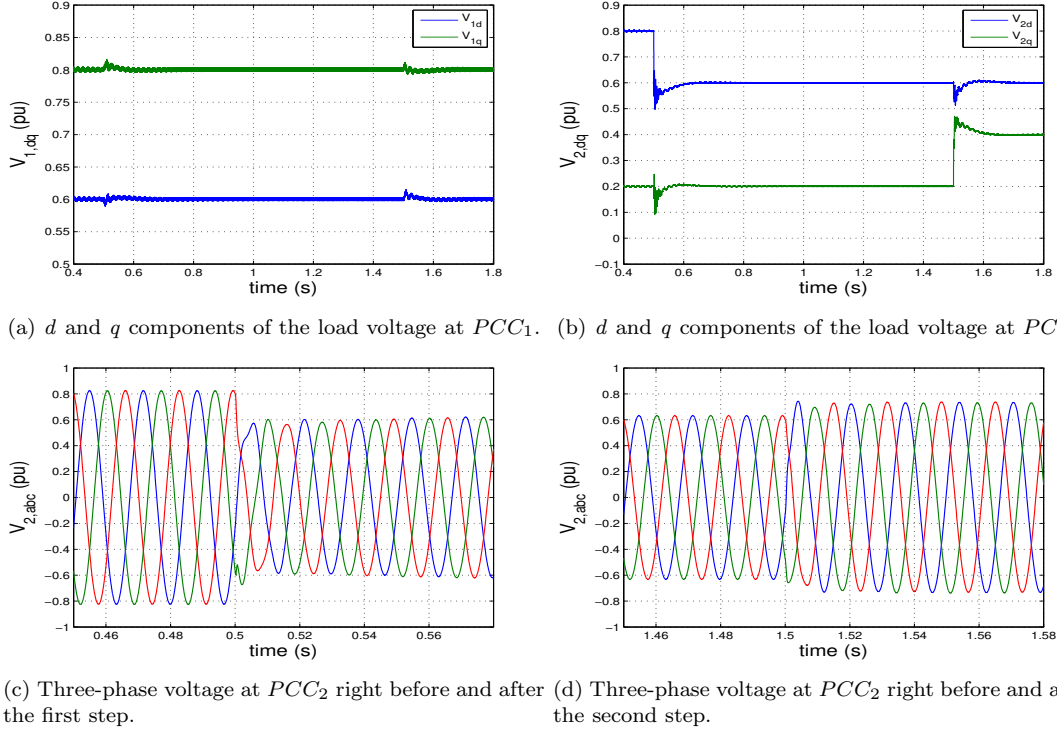 0.9
0.85
0.8
0.75
0.7
0.65
0.6
0.55
0.5
V1,dq (pu)
V1d
V1q
0.4 0.6 0.8 1 1.2 1.4 1.6 1.8
time (s)
0.9
0.8
0.7
0.6
0.5
0.4
0.3
0.2
0.1
0
−0.1
V2,dq (pu)
V2d
V2q
0.4 0.6 0.8 1 1.2 1.4 1.6 1.8
time (s)
(a) d and q components of the load voltage at PCC1.
(b) d and q components of the load voltage at PC
1
0.8
0.6
0.4
0.2
0
−0.2
−0.4
−0.6
−0.8
−1
V2,abc (pu)
0.46 0.48 0.5 0.52 0.54 0.56
time (s)
1
0.8
0.6
0.4
0.2
0
−0.2
−0.4
−0.6
−0.8
−1
V2,abc (pu)
1.46 1.48 1.5 1.52 1.54 1.56 1.58
time (s)
(c) Three-phase voltage at PCC2 right before and after
the first step.
(d) Three-phase voltage at PCC2 right before and a
the second step.